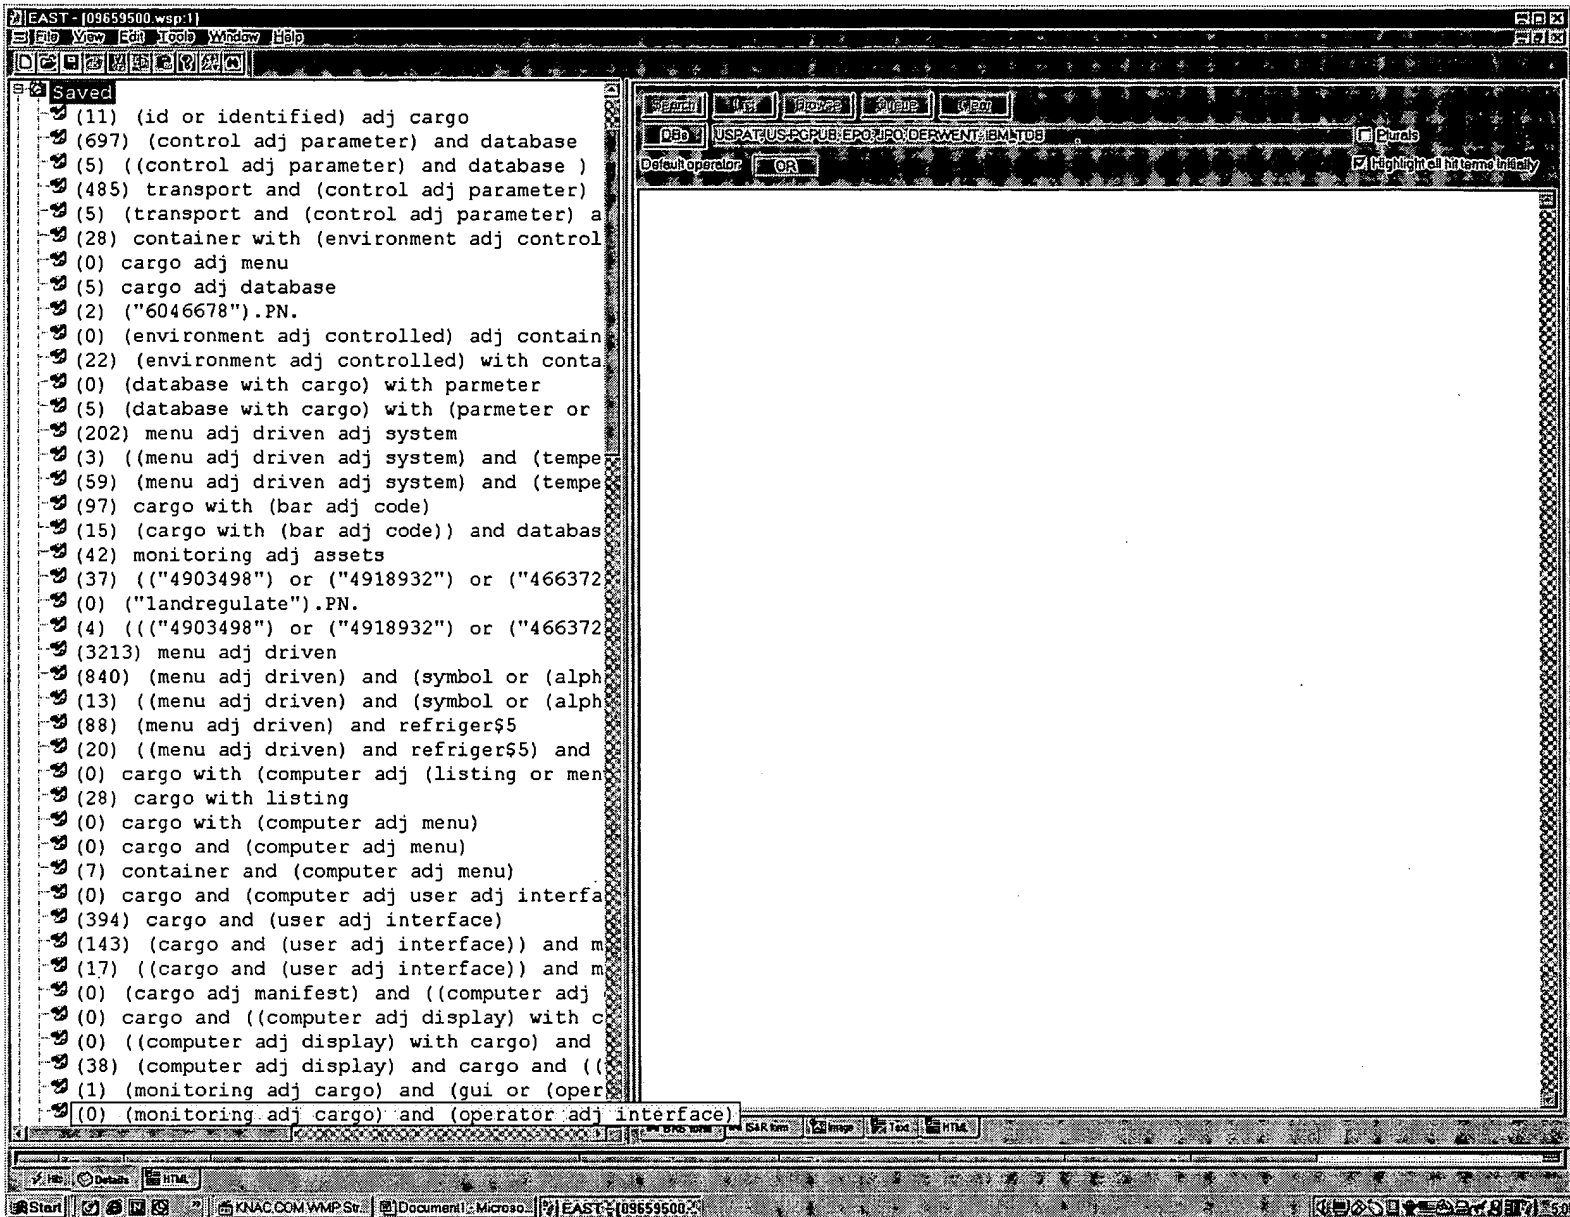 EAST - [09659500.wsp:1]
File View Edit Tools Window Help
Saved
(11) (id or identified) adj cargo
(697) (control adj parameter) and database
(5) ((control adj parameter) and database )
(485) transport and (control adj parameter)
(5) (transport and (control adj parameter) a
(28) container with (environment adj control
(0) cargo adj menu
(5) cargo adj database
(2) ("6046678").PN.
(0) (environment adj controlled) adj contain
(22) (environment adj controlled) with conta
(0) (database with cargo) with parmeter
(5) (database with cargo) with (parmeter or
(202) menu adj driven adj system
(3) ((menu adj driven adj system) and (tempe
(59) (menu adj driven adj system) and (tempe
(97) cargo with (bar adj code)
(15) (cargo with (bar adj code)) and databas
(42) monitoring adj assets
(37) (("4903498") or ("4918932") or ("466372
(0) ("landregulate").PN.
(4) ((("4903498") or ("4918932") or ("466372
(3213) menu adj driven
(840) (menu adj driven) and (symbol or (alph
(13) ((menu adj driven) and (symbol or (alph
(88) (menu adj driven) and refriger$5
(20) ((menu adj driven) and refriger$5) and
(0) cargo with (computer adj (listing or men
(28) cargo with listing
(0) cargo with (computer adj menu)
(0) cargo and (computer adj menu)
(7) container and (computer adj menu)
(0) cargo and (computer adj user adj interfa
(394) cargo and (user adj interface)
(143) (cargo and (user adj interface)) and m
(17) ((cargo and (user adj interface)) and m
(0) (cargo adj manifest) and ((computer adj
(0) cargo and ((computer adj display) with c
(0) ((computer adj display) with cargo) and
(38) (computer adj display) and cargo and ((
(1) (monitoring adj cargo) and (gui or (oper
(0) (monitoring adj cargo) and (operator adj interface)
Search List Browse Queue Clear
DBs USPAT;US-PGPUB;EPO;JPO;DERWENT;IBM_TDB Plurals
Default operator: OR Highlight all hit terms initially
BRS form IS&R form Image Text HTML
Hits Details HTML
Start KNAC.COM WMP Str... Document1 - Microso... EAST - [09659500... 5:0